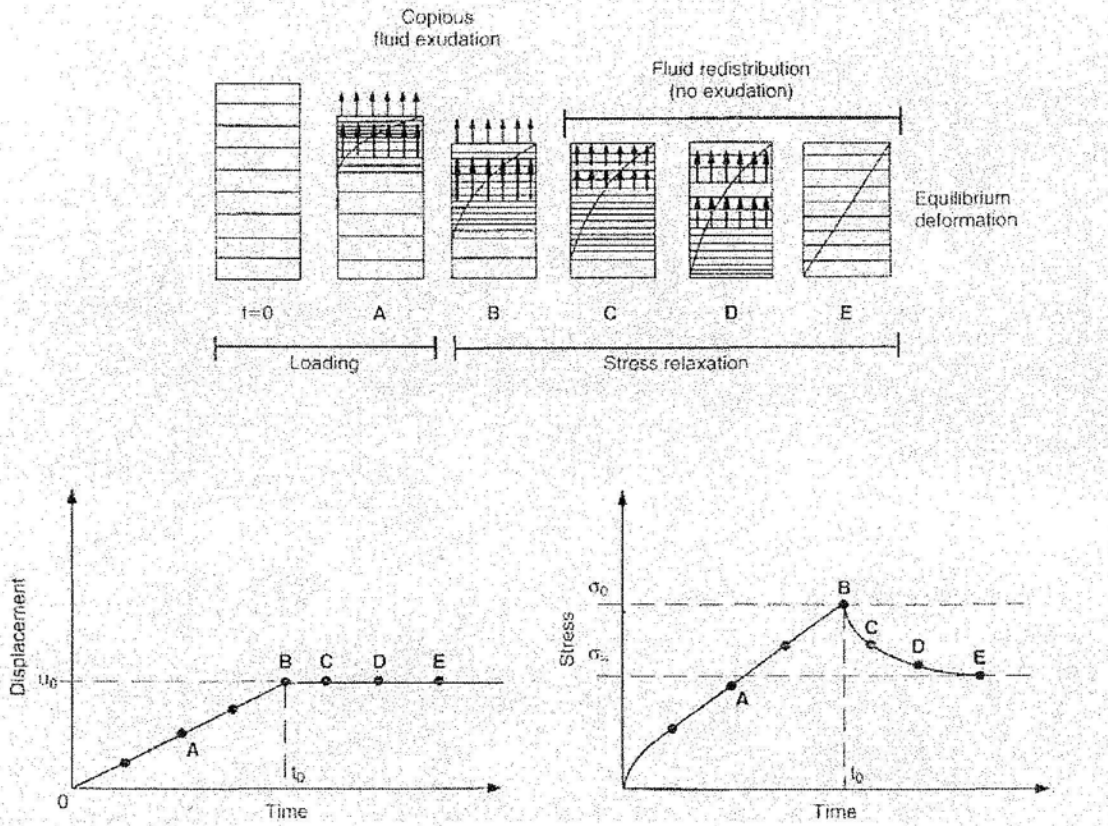 Copious
fluid exudation
Fluid redistribution
(no exudation)
Equilibrium
deformation
t=0
A
B
C
D
E
Loading
Stress relaxation
Displacement
u₀
0
A
B
C
D
E
t₀
Time
Stress
σ₀
A
B
C
D
E
t₀
Time